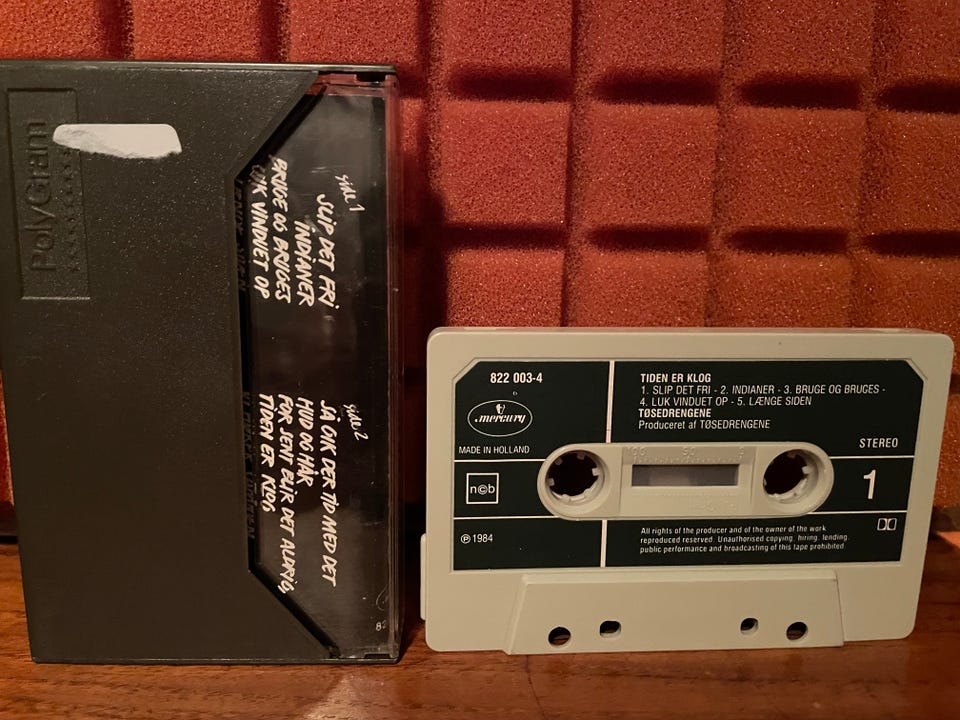 PolyGram
side 1
SLIP DET FRI
INDIANER
BRUGE OG BRUGES
LUK VINDUET OP
side 2
JA GIK DER TID MED DET
HUD OG HÅR
FOR SENT BLIR DET ALDRIG
TIDEN ER KLOG
822 003-4
mercury
MADE IN HOLLAND
n©b
℗ 1984
TIDEN ER KLOG
1. SLIP DET FRI - 2. INDIANER - 3. BRUGE OG BRUGES -
4. LUK VINDUET OP - 5. LÆNGE SIDEN
TØSEDRENGENE
Produceret af TØSEDRENGENE
STEREO
1
All rights of the producer and of the owner of the work
reproduced reserved. Unauthorised copying, hiring, lending,
public performance and broadcasting of this tape prohibited.